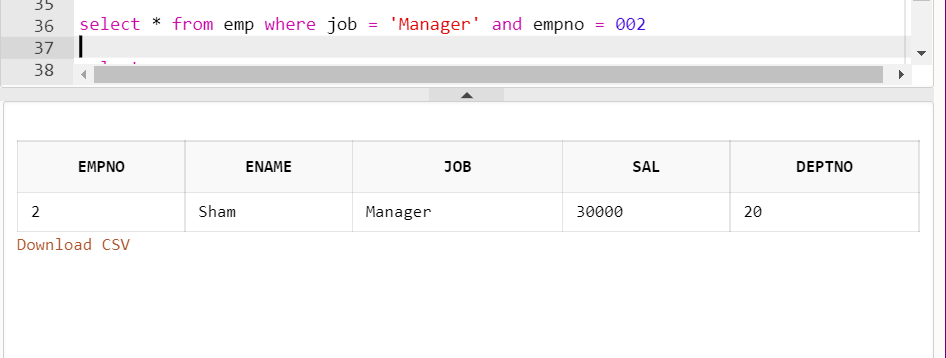 35
36 select * from emp where job = 'Manager' and empno = 002
37
38
EMPNO ENAME JOB SAL DEPTNO
2 Sham Manager 30000 20
Download CSV